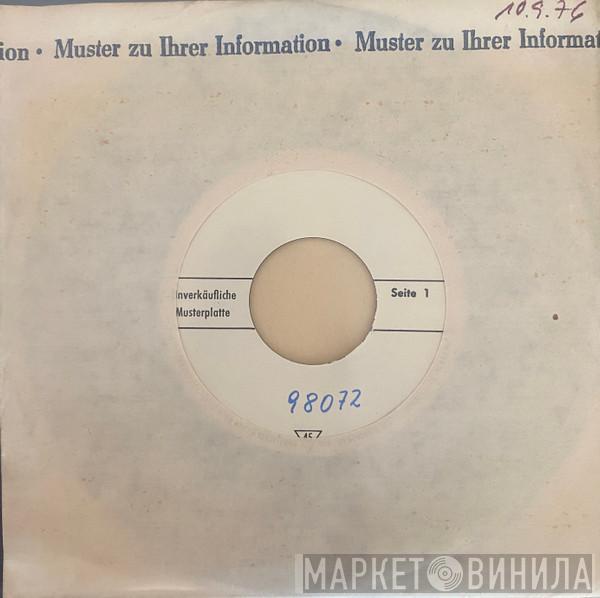 10.9.76
ion • Muster zu Ihrer Information • Muster zu Ihrer Informat
nverkäufliche
Musterplatte
Seite 1
98072
45
МАРКЕТ ВИНИЛА